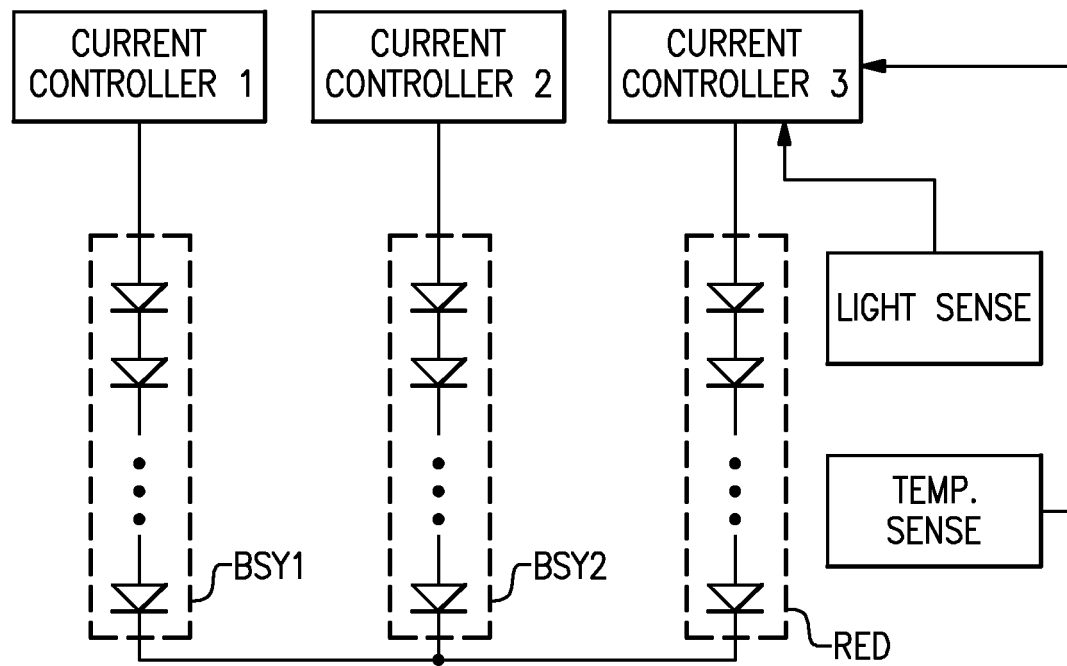 CURRENT
CONTROLLER 1
CURRENT
CONTROLLER 2
CURRENT
CONTROLLER 3
LIGHT SENSE
TEMP.
SENSE
BSY1
BSY2
RED